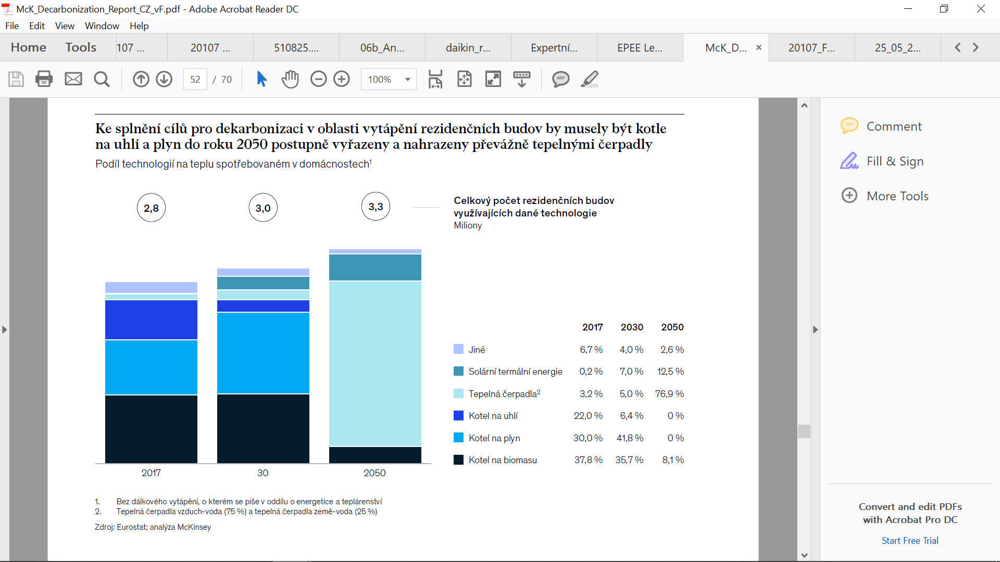 McK_Decarbonization_Report_CZ_vF.pdf - Adobe Acrobat Reader DC
File Edit View Window Help
Home Tools 107 ... 20107 ... 510825.... 06b_An... daikin_r... Expertní... EPEE Le... McK_D... × 20107_F... 25_05_2...
52 / 70 100%
Ke splnění cílů pro dekarbonizaci v oblasti vytápění rezidenčních budov by musely být kotle
na uhlí a plyn do roku 2050 postupně vyřazeny a nahrazeny převážně tepelnými čerpadly
Podíl technologií na teplu spotřebovaném v domácnostech¹
2,8 3,0 3,3
Celkový počet rezidenčních budov
využívajících dané technologie
Miliony
2017 2030 2050
Jiné 6,7 % 4,0 % 2,6 %
Solární termální energie 0,2 % 7,0 % 12,5 %
Tepelná čerpadla² 3,2 % 5,0 % 76,9 %
Kotel na uhlí 22,0 % 6,4 % 0 %
Kotel na plyn 30,0 % 41,8 % 0 %
Kotel na biomasu 37,8 % 35,7 % 8,1 %
2017 30 2050
1. Bez dálkového vytápění, o kterém se píše v oddílu o energetice a teplárenství
2. Tepelná čerpadla vzduch-voda (75 %) a tepelná čerpadla země-voda (25 %)
Zdroj: Eurostat; analýza McKinsey
Comment
Fill & Sign
More Tools
Convert and edit PDFs
with Acrobat Pro DC
Start Free Trial